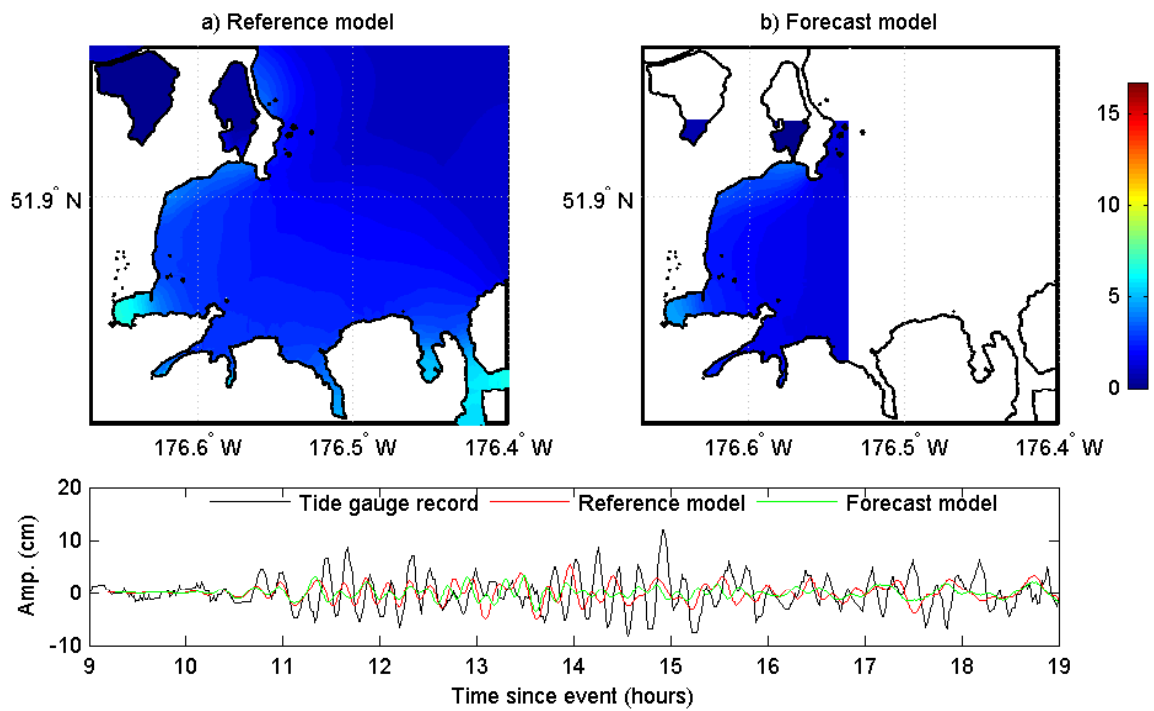 a) Reference model
b) Forecast model
51.9° N
51.9° N
15
10
5
0
176.6° W
176.5° W
176.4° W
176.6° W
176.5° W
176.4° W
20
10
0
-10
Amp. (cm)
Tide gauge record
Reference model
Forecast model
9
10
11
12
13
14
15
16
17
18
19
Time since event (hours)